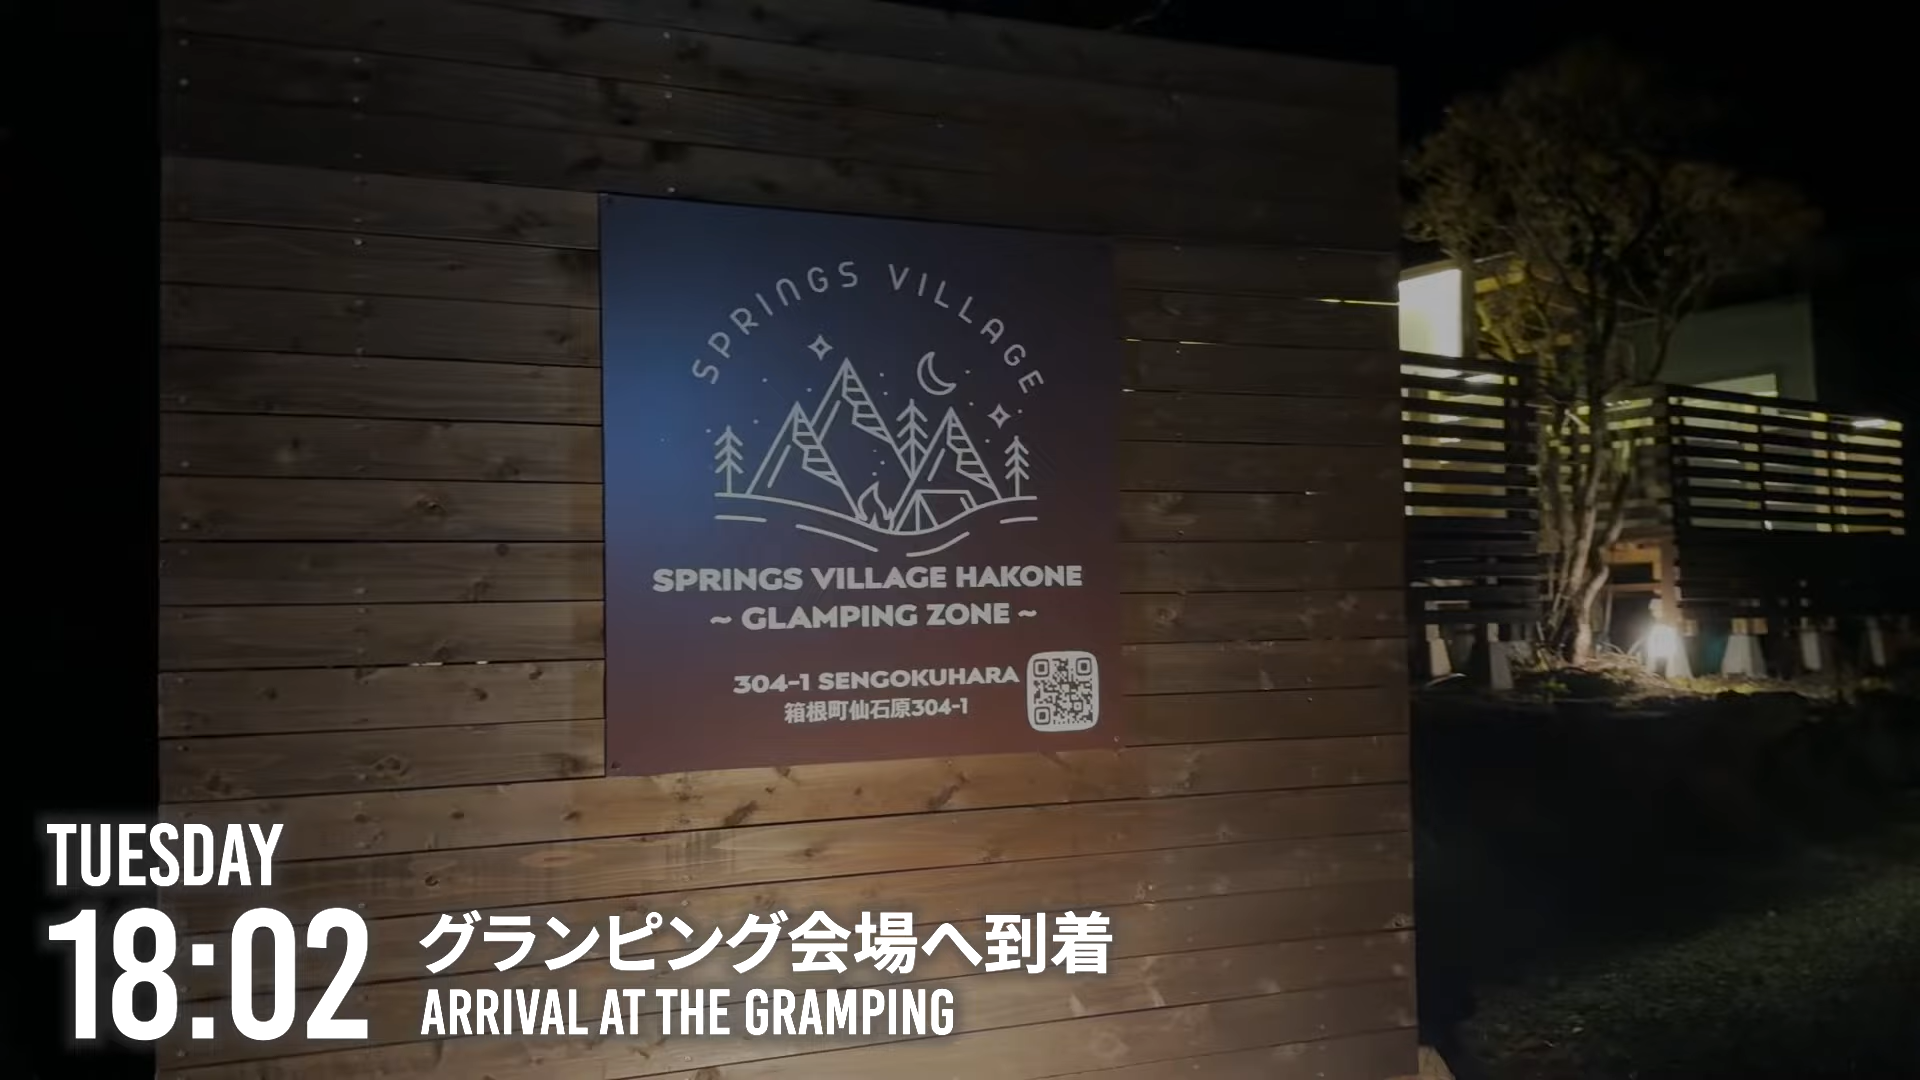 SPRINGS VILLAGE
SPRINGS VILLAGE HAKONE
~ GLAMPING ZONE ~
304-1 SENGOKUHARA
箱根町仙石原304-1
TUESDAY
18:02
グランピング会場へ到着
ARRIVAL AT THE GRAMPING